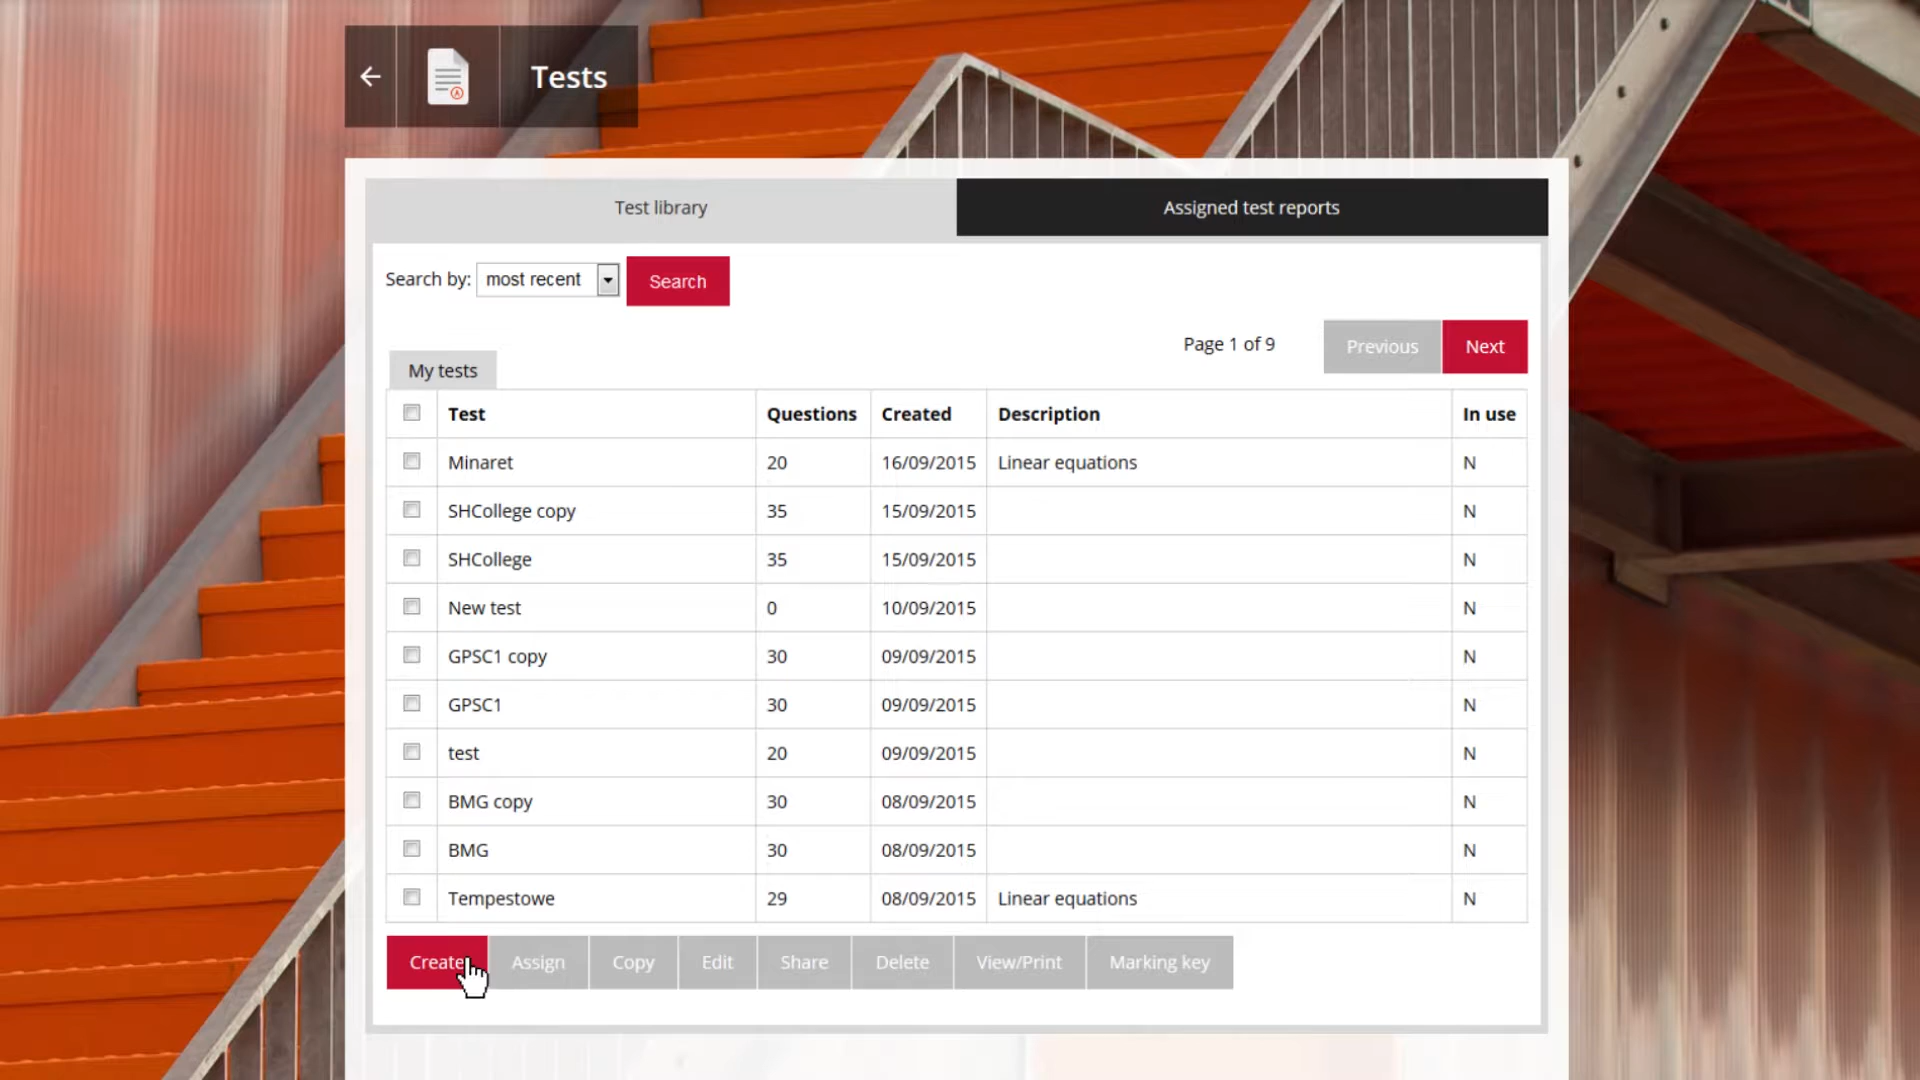 Tests
Test library
Assigned test reports
Search by: most recent Search
Page 1 of 9 Previous Next
My tests
Test Questions Created Description In use
Minaret 20 16/09/2015 Linear equations N
SHCollege copy 35 15/09/2015 N
SHCollege 35 15/09/2015 N
New test 0 10/09/2015 N
GPSC1 copy 30 09/09/2015 N
GPSC1 30 09/09/2015 N
test 20 09/09/2015 N
BMG copy 30 08/09/2015 N
BMG 30 08/09/2015 N
Tempestowe 29 08/09/2015 Linear equations N
Create Assign Copy Edit Share Delete View/Print Marking key